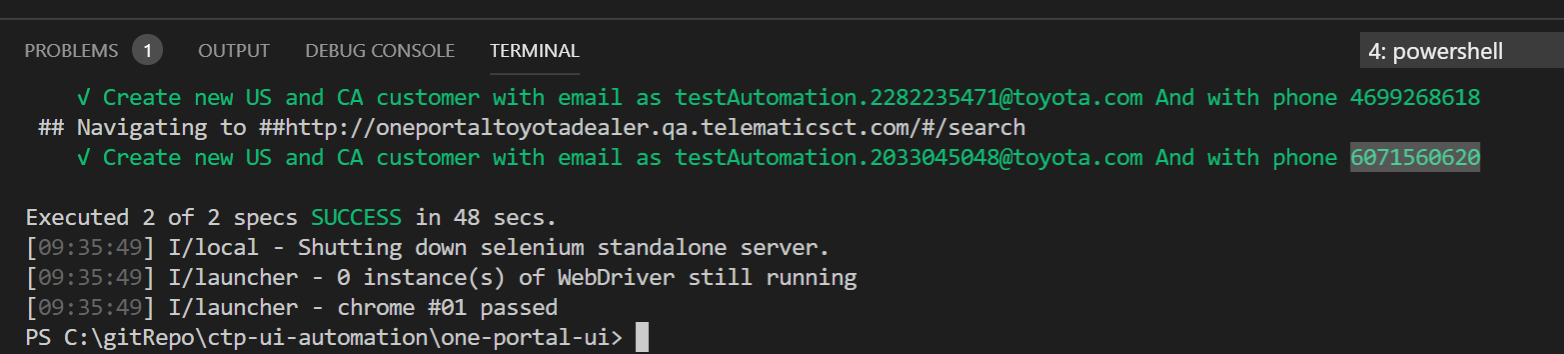 PROBLEMS 1 OUTPUT DEBUG CONSOLE TERMINAL 4: powershell
√ Create new US and CA customer with email as testAutomation.2282235471@toyota.com And with phone 4699268618
## Navigating to ##http://oneportaltoyotadealer.qa.telematicsct.com/#/search
√ Create new US and CA customer with email as testAutomation.2033045048@toyota.com And with phone 6071560620
Executed 2 of 2 specs SUCCESS in 48 secs.
[09:35:49] I/local - Shutting down selenium standalone server.
[09:35:49] I/launcher - 0 instance(s) of WebDriver still running
[09:35:49] I/launcher - chrome #01 passed
PS C:\gitRepo\ctp-ui-automation\one-portal-ui>